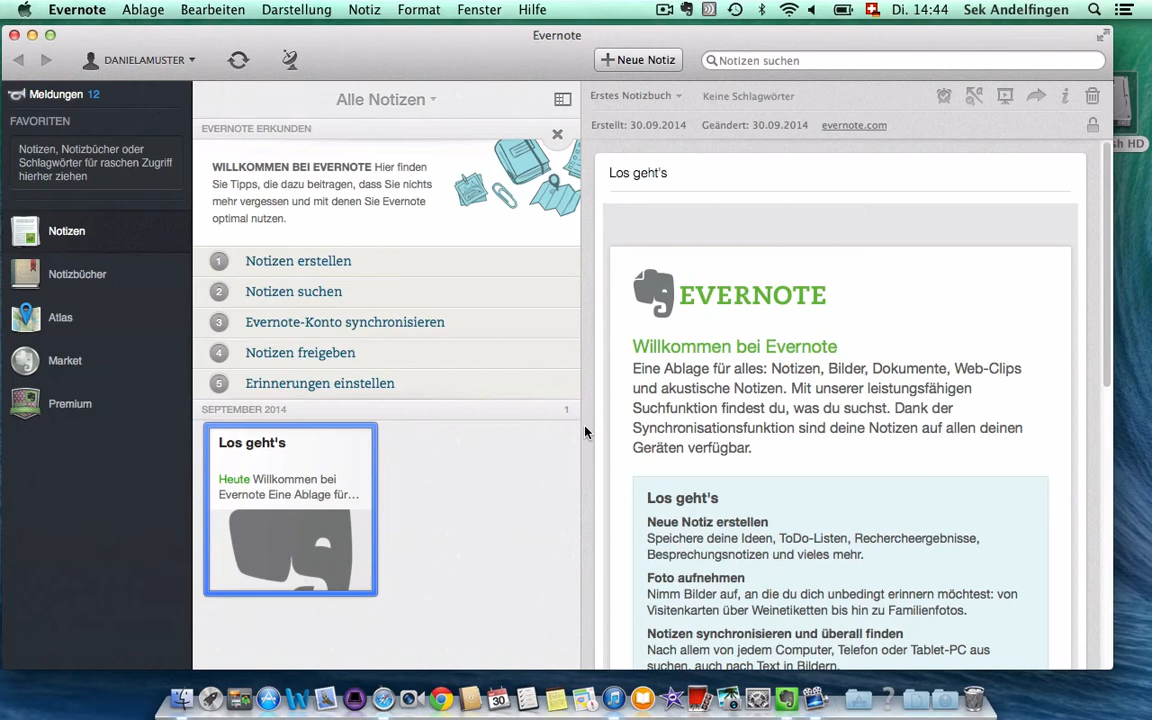 Evernote Ablage Bearbeiten Darstellung Notiz Format Fenster Hilfe Di. 14:44 Sek Andelfingen
Evernote
DANIELAMUSTER
Neue Notiz
Notizen suchen
Meldungen 12
FAVORITEN
Notizen, Notizbücher oder
Schlagwörter für raschen Zugriff
hierher ziehen
Notizen
Notizbücher
Atlas
Market
Premium
Alle Notizen
EVERNOTE ERKUNDEN
WILLKOMMEN BEI EVERNOTE Hier finden
Sie Tipps, die dazu beitragen, dass Sie nichts
mehr vergessen und mit denen Sie Evernote
optimal nutzen.
1 Notizen erstellen
2 Notizen suchen
3 Evernote-Konto synchronisieren
4 Notizen freigeben
5 Erinnerungen einstellen
SEPTEMBER 2014 1
Los geht's
Heute Willkommen bei
Evernote Eine Ablage für...
Erstes Notizbuch Keine Schlagwörter
Erstellt: 30.09.2014 Geändert: 30.09.2014 evernote.com
Los geht's
EVERNOTE
Willkommen bei Evernote
Eine Ablage für alles: Notizen, Bilder, Dokumente, Web-Clips
und akustische Notizen. Mit unserer leistungsfähigen
Suchfunktion findest du, was du suchst. Dank der
Synchronisationsfunktion sind deine Notizen auf allen deinen
Geräten verfügbar.
Los geht's
Neue Notiz erstellen
Speichere deine Ideen, ToDo-Listen, Rechercheergebnisse,
Besprechungsnotizen und vieles mehr.
Foto aufnehmen
Nimm Bilder auf, an die du dich unbedingt erinnern möchtest: von
Visitenkarten über Weinetiketten bis hin zu Familienfotos.
Notizen synchronisieren und überall finden
Nach allem von jedem Computer, Telefon oder Tablet-PC aus
suchen, auch nach Text in Bildern.
sh HD
30